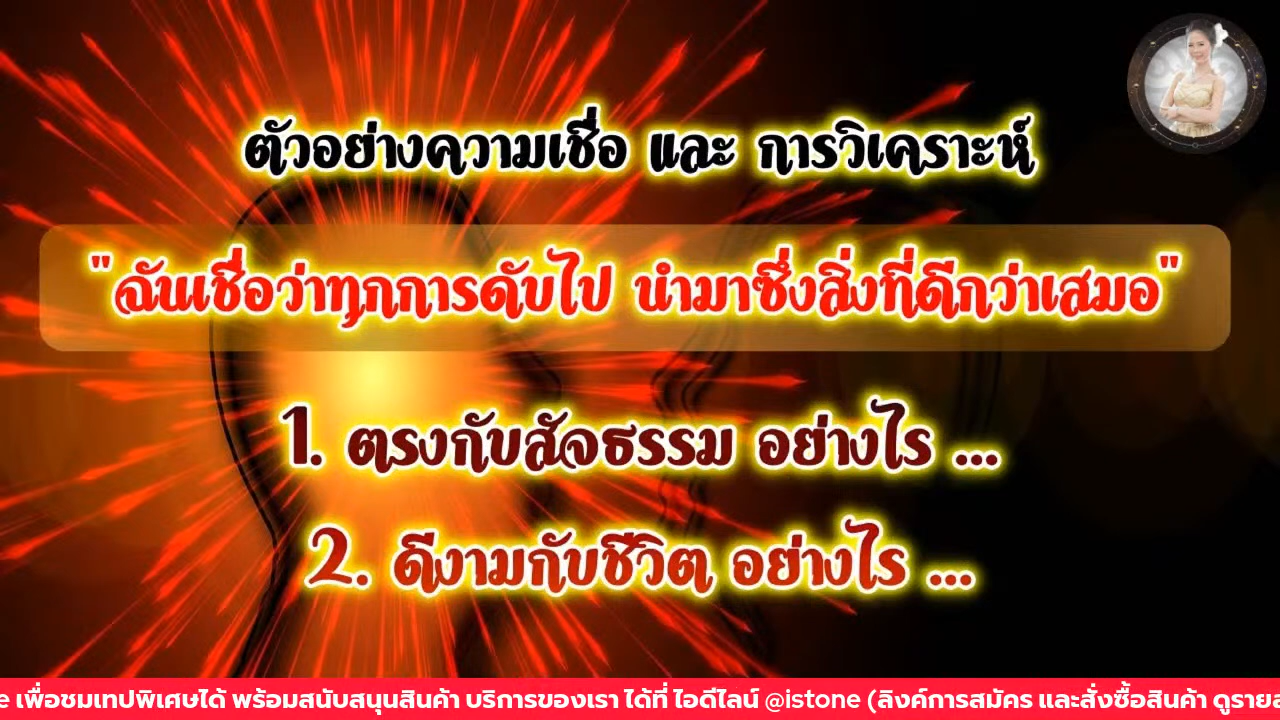 ตัวอย่างความเชื่อ และ การวิเคราะห์
"ฉันเชื่อว่าทุกการดับไป นำมาซึ่งสิ่งที่ดีกว่าเสมอ"
1. ตรงกับสัจธรรม อย่างไร ...
2. ดีงามกับชีวิต อย่างไร ...
e เพื่อชมเทปพิเศษได้ พร้อมสนับสนุนสินค้า บริการของเรา ได้ที่ ไอดีไลน์ @istone (ลิงค์การสมัคร และสั่งซื้อสินค้า ดูรายล